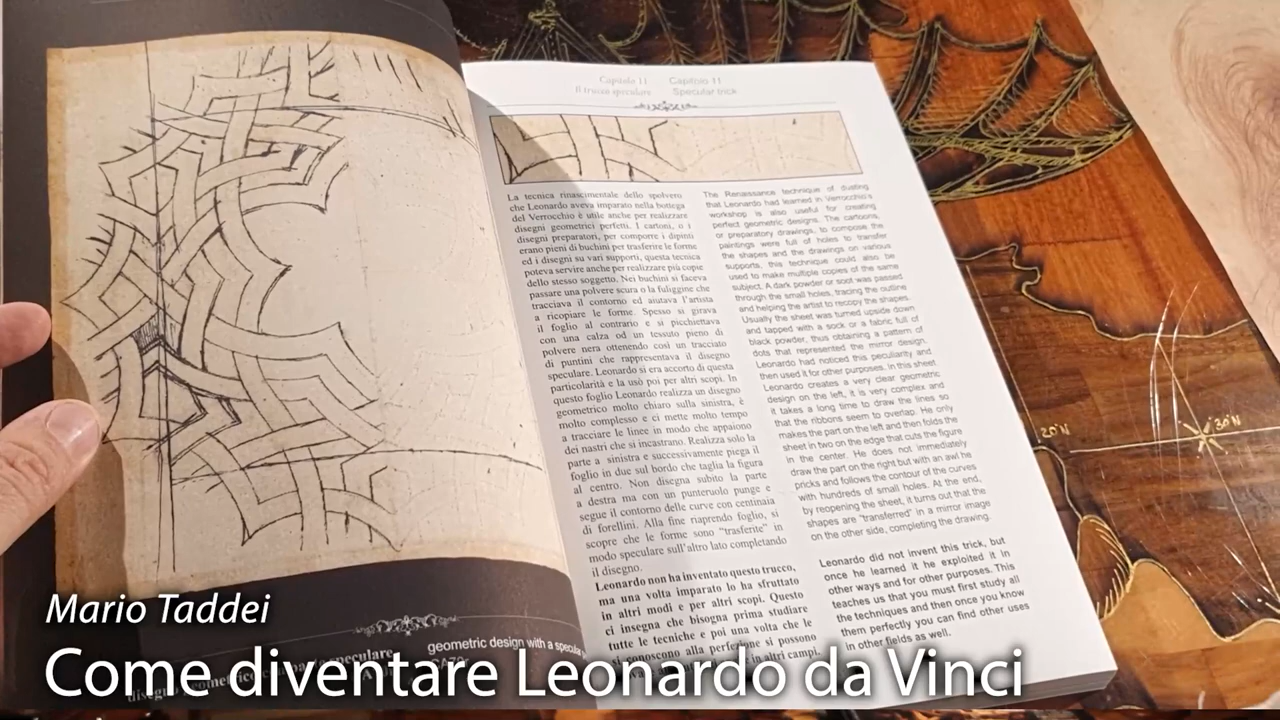 Capitolo 11
Il trucco speculare
Capitolo 11
Specular trick
La tecnica rinascimentale dello spolvero
che Leonardo aveva imparato nella bottega
del Verrocchio è utile anche per realizzare
disegni geometrici perfetti. I cartoni, o i
disegni preparatori, per comporre i dipinti
erano pieni di buchini per trasferire le forme
ed i disegni su vari supporti, questa tecnica
poteva servire anche per realizzare più copie
dello stesso soggetto. Nei buchini si faceva
passare una polvere scura o la fuliggine che
tracciava il contorno ed aiutava l'artista
a ricopiare le forme. Spesso si girava
il foglio al contrario e si picchiettava
con una calza od un tessuto pieno di
polvere nera ottenendo così un tracciato
di puntini che rappresentava il disegno
speculare. Leonardo si era accorto di questa
particolarità e la usò poi per altri scopi. In
questo foglio Leonardo realizza un disegno
geometrico molto chiaro sulla sinistra, è
molto complesso e ci mette molto tempo
a tracciare le linee in modo che appaiono
dei nastri che si incastrano. Realizza solo la
parte a sinistra e successivamente piega il
foglio in due sul bordo che taglia la figura
al centro. Non disegna subito la parte
a destra ma con un punteruolo punge e
segue il contorno delle curve con centinaia
di forellini. Alla fine riaprendo foglio, si
scopre che le forme sono "trasferite" in
modo speculare sull'altro lato completando
il disegno.
Leonardo non ha inventato questo trucco,
ma una volta imparato lo ha sfruttato
in altri modi e per altri scopi. Questo
ci insegna che bisogna prima studiare
tutte le tecniche e poi una volta che le
si conoscono alla perfezione si possono
in altri campi.
The Renaissance technique of dusting
that Leonardo had learned in Verrocchio's
workshop is also useful for creating
perfect geometric designs. The cartoons,
or preparatory drawings, to compose the
paintings were full of holes to transfer
the shapes and the drawings on various
supports, this technique could also be
used to make multiple copies of the same
subject. A dark powder or soot was passed
through the small holes, tracing the outline
and helping the artist to recopy the shapes.
Usually the sheet was turned upside down
and tapped with a sock or a fabric full of
black powder, thus obtaining a pattern of
dots that represented the mirror design.
Leonardo had noticed this peculiarity and
then used it for other purposes. In this sheet
Leonardo creates a very clear geometric
design on the left, it is very complex and
it takes a long time to draw the lines so
that the ribbons seem to overlap. He only
makes the part on the left and then folds the
sheet in two on the edge that cuts the figure
in the center. He does not immediately
draw the part on the right but with an awl he
pricks and follows the contour of the curves
with hundreds of small holes. At the end,
by reopening the sheet, it turns out that the
shapes are "transferred" in a mirror image
on the other side, completing the drawing.
Leonardo did not invent this trick, but
once he learned it he exploited it in
other ways and for other purposes. This
teaches us that you must first study all
the techniques and then once you know
them perfectly you can find other uses
in other fields as well.
20°N
30°N
geometric design with a specular
disegno geometrico speculare
Mario Taddei
Come diventare Leonardo da Vinci